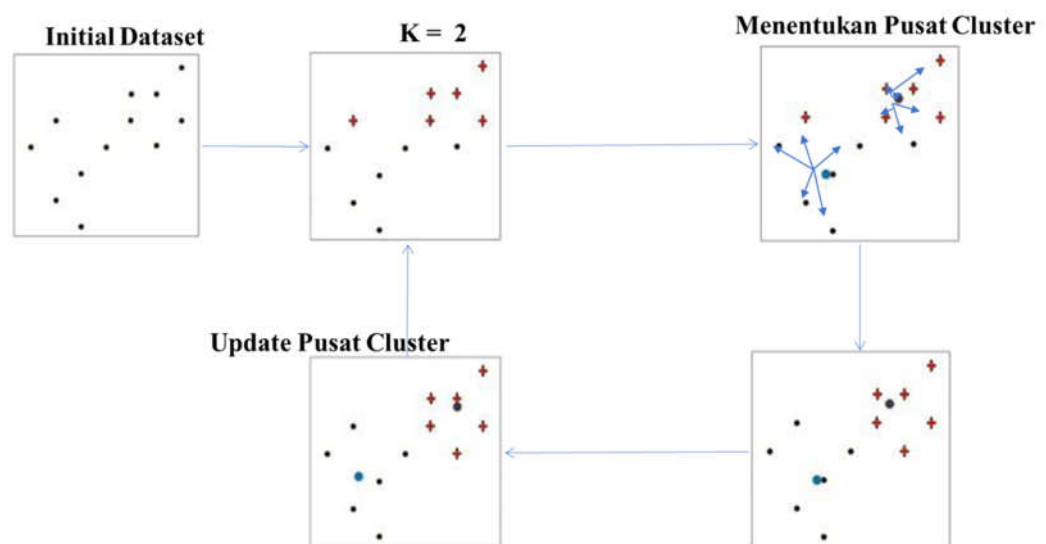 Initial Dataset
K = 2
Menentukan Pusat Cluster
Update Pusat Cluster